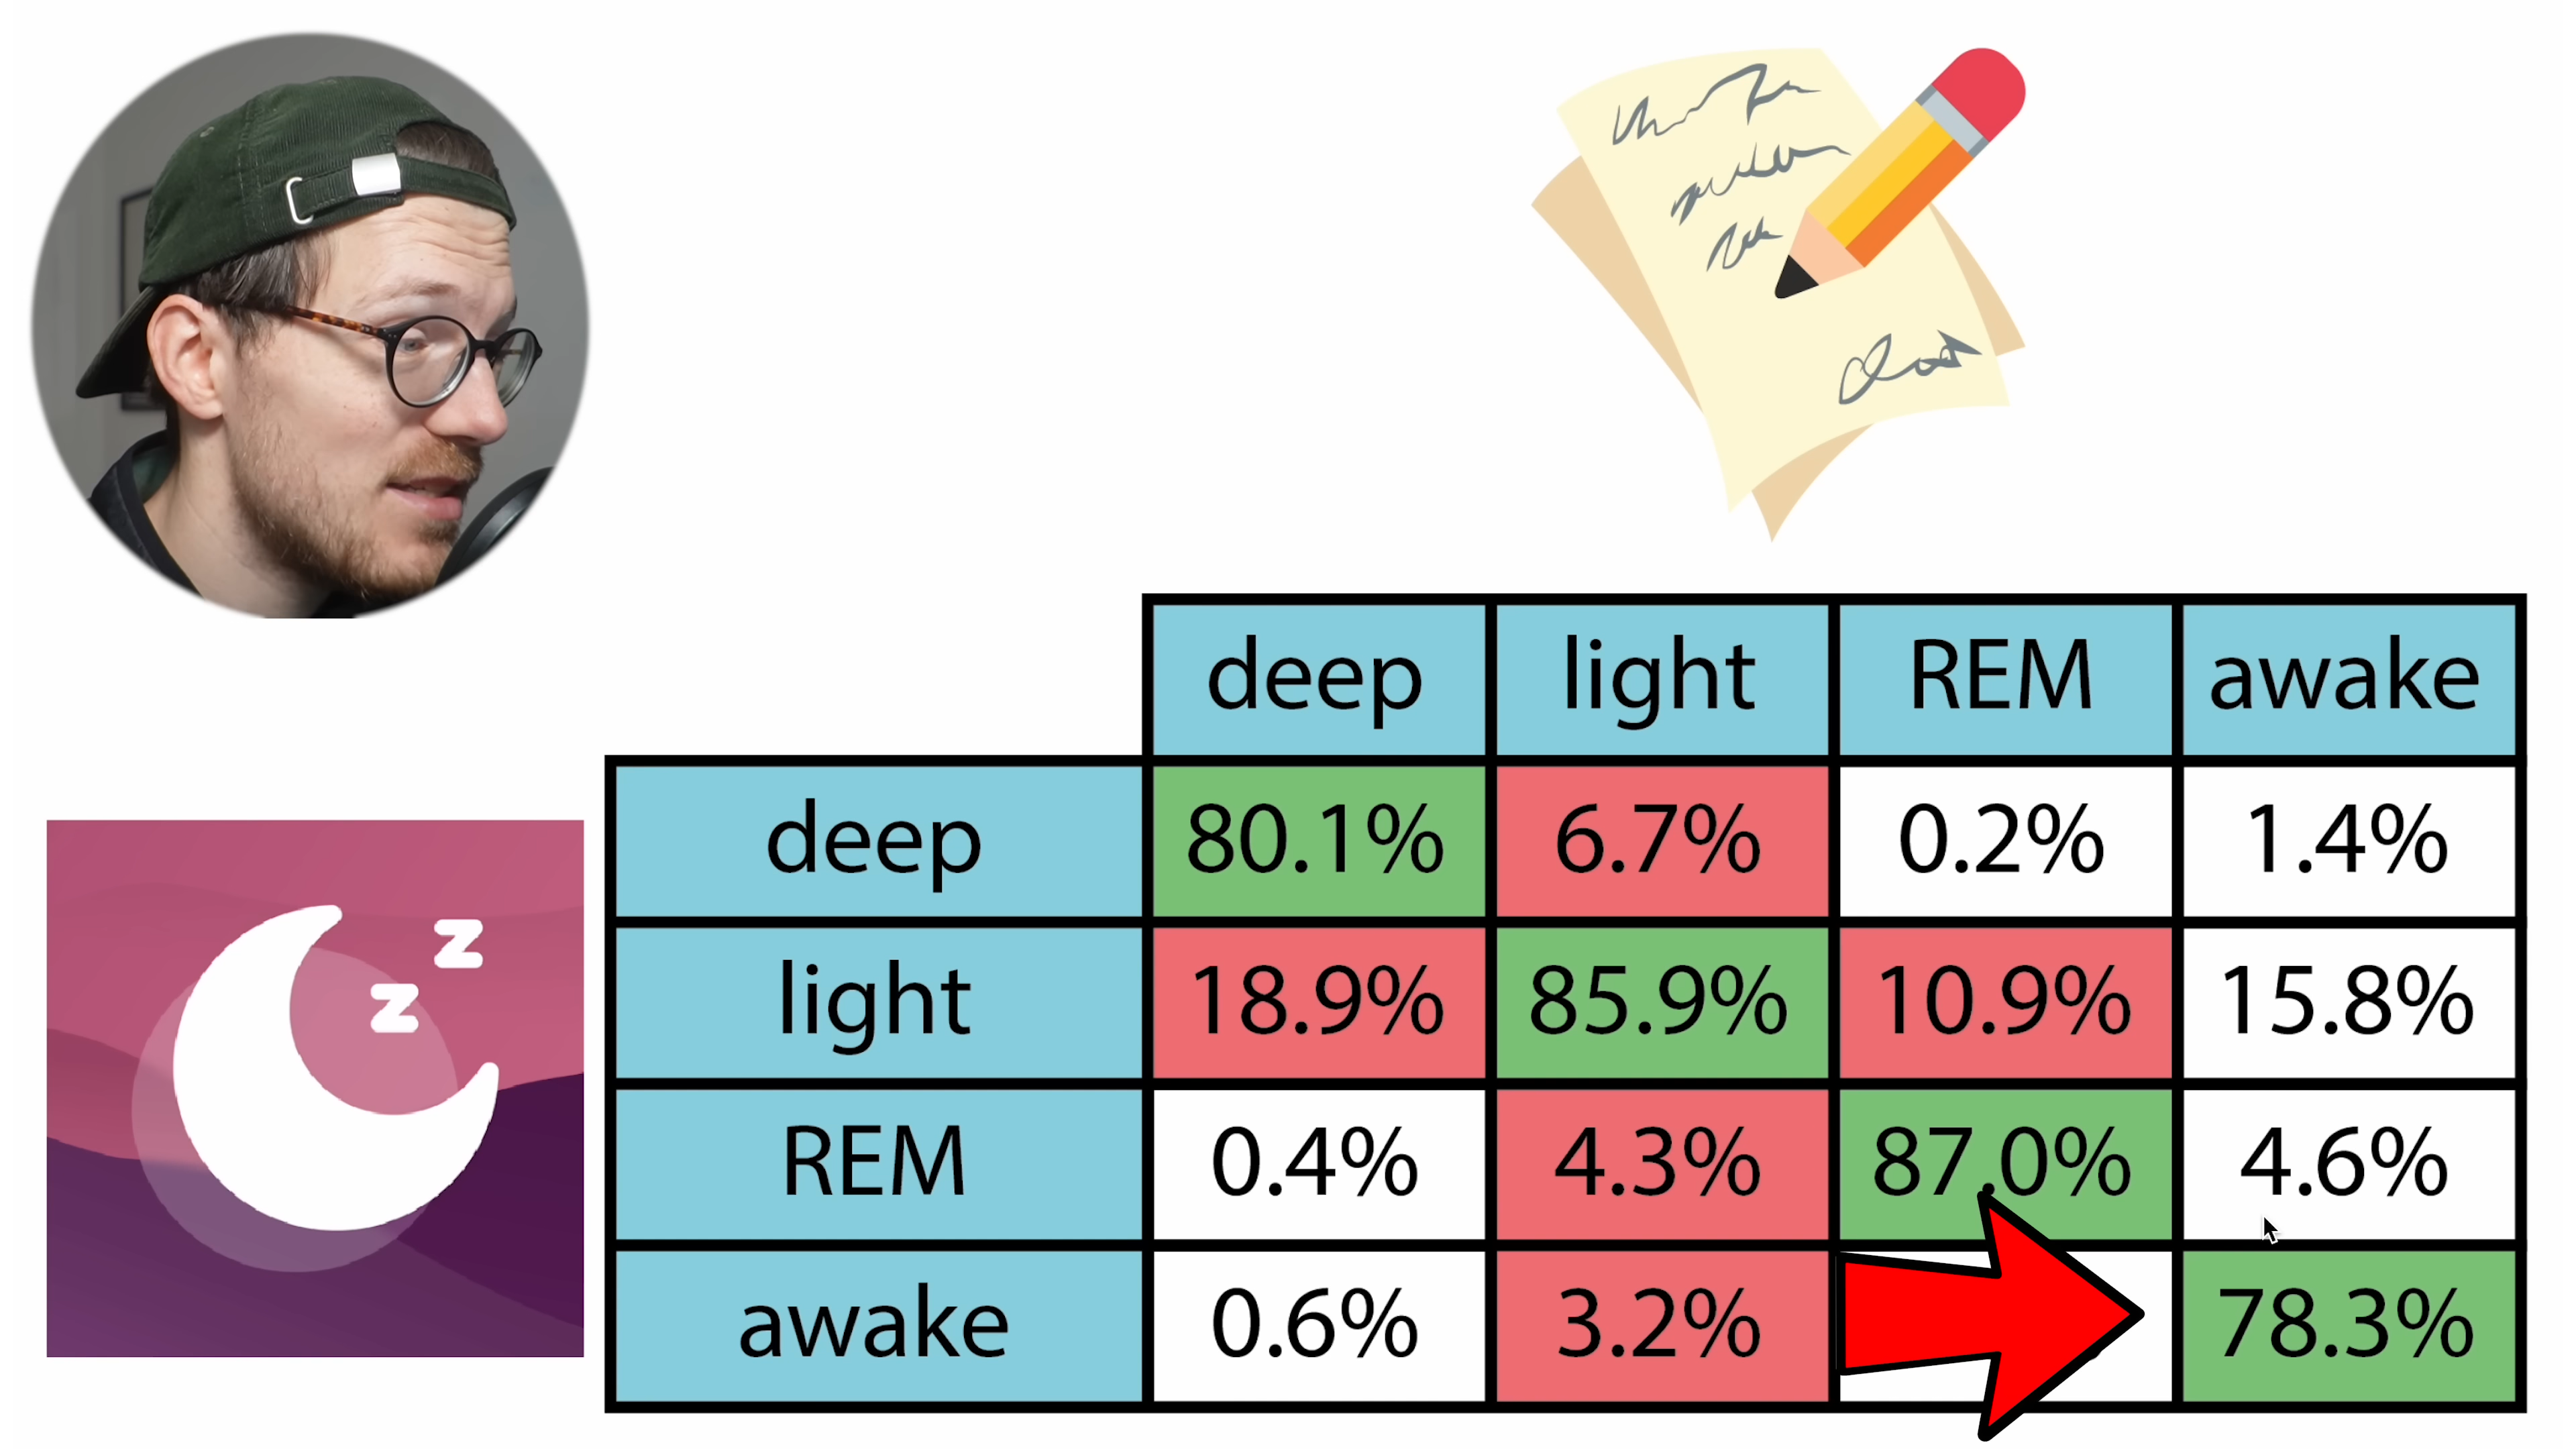 z
z
deep light REM awake
deep 80.1% 6.7% 0.2% 1.4%
light 18.9% 85.9% 10.9% 15.8%
REM 0.4% 4.3% 87.0% 4.6%
awake 0.6% 3.2% 78.3%